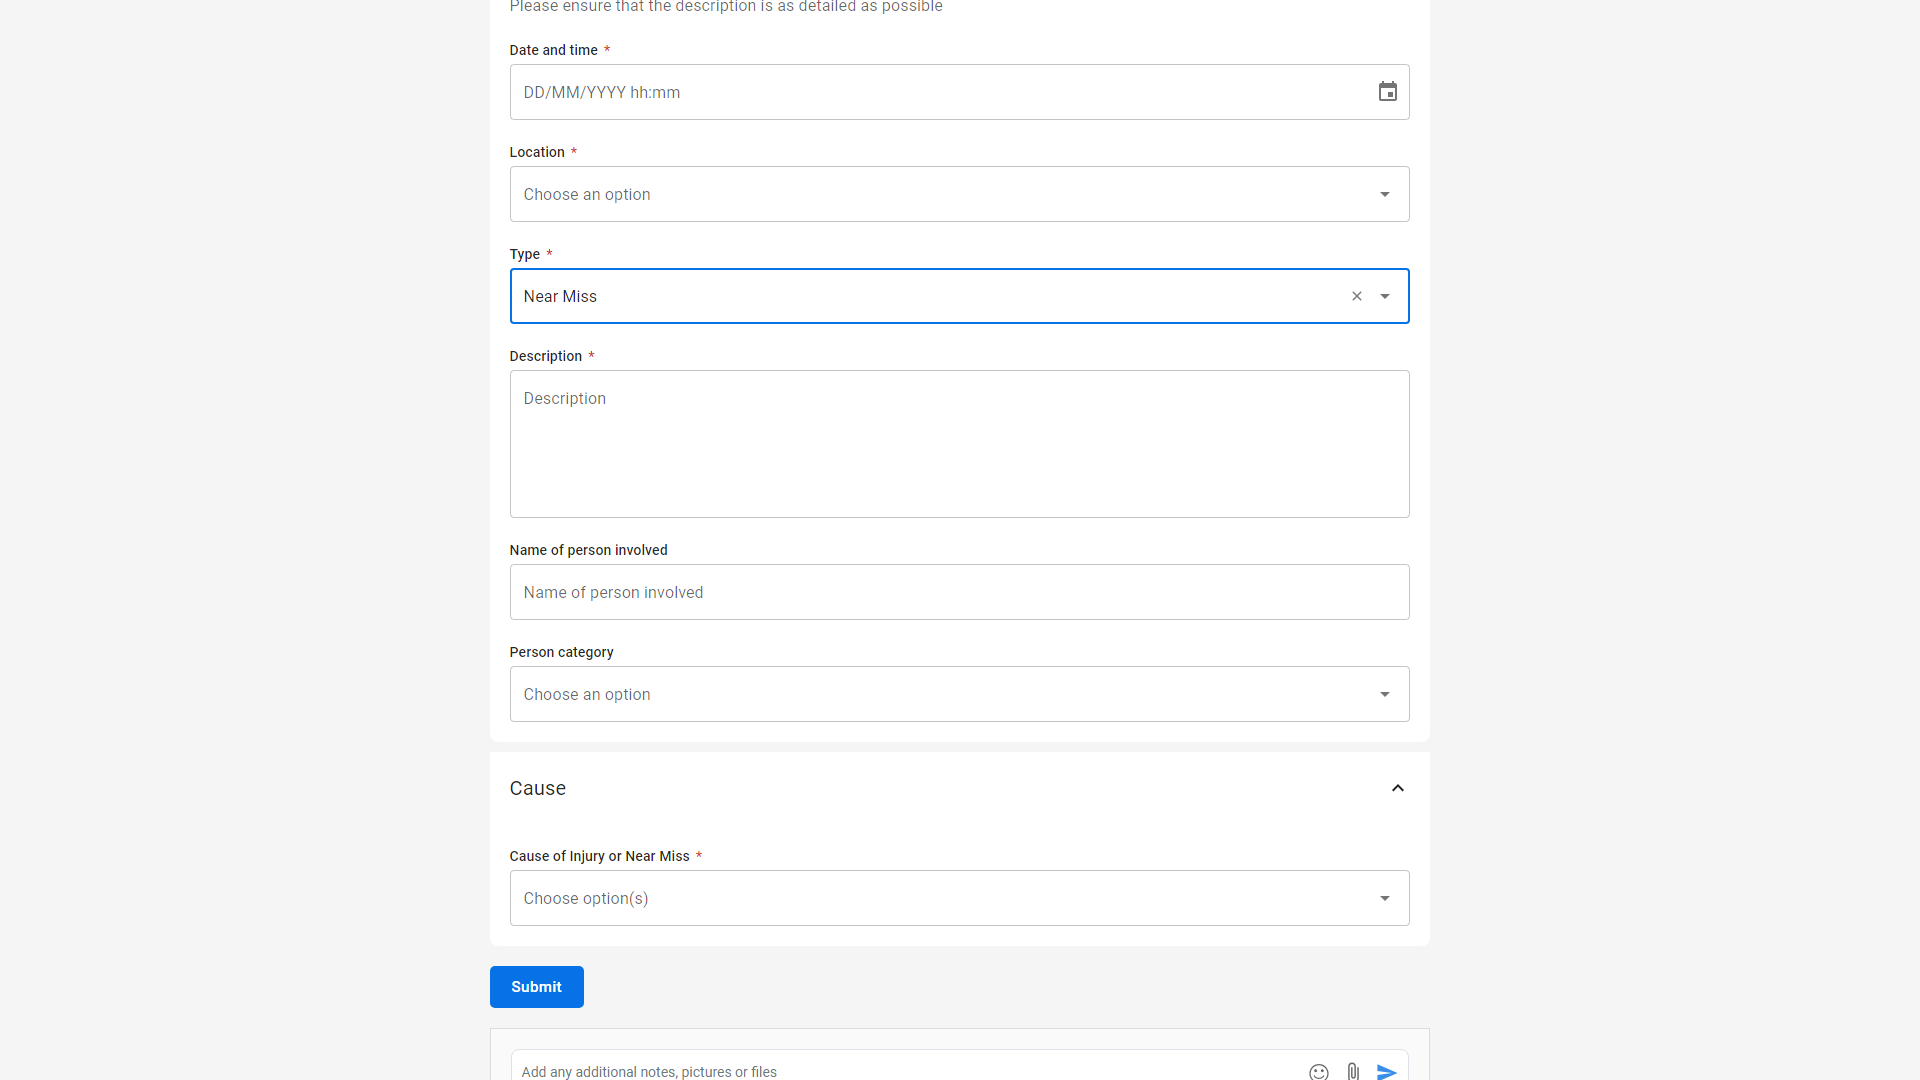 Please ensure that the description is as detailed as possible
Date and time *
DD/MM/YYYY hh:mm
Location *
Choose an option
Type *
Near Miss
Description *
Description
Name of person involved
Name of person involved
Person category
Choose an option
Cause
Cause of Injury or Near Miss *
Choose option(s)
Submit
Add any additional notes, pictures or files